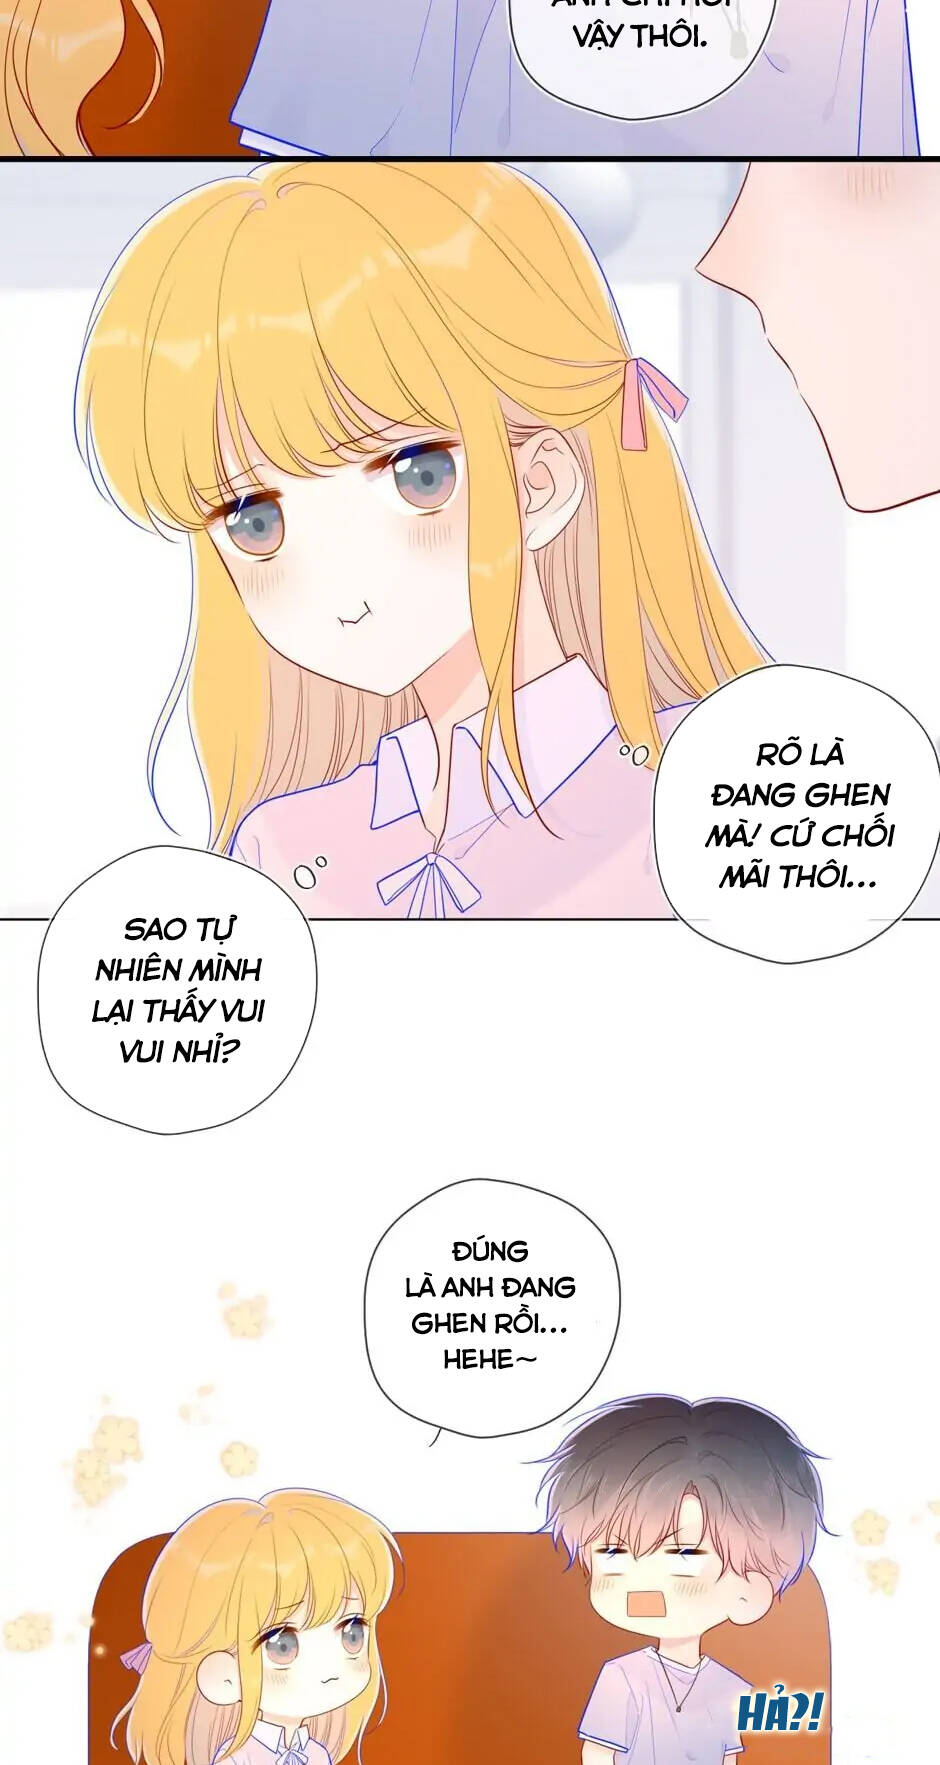 VẬY THÔI.
RÕ LÀ
ĐANG GHEN
MÀ! CỨ CHỐI
MÃI THÔI...
SAO TỰ
NHIÊN MÌNH
LẠI THẤY VUI
VUI NHỈ?
ĐÚNG
LÀ ANH ĐANG
GHEN RỒI...
HEHE~
HẢ?!